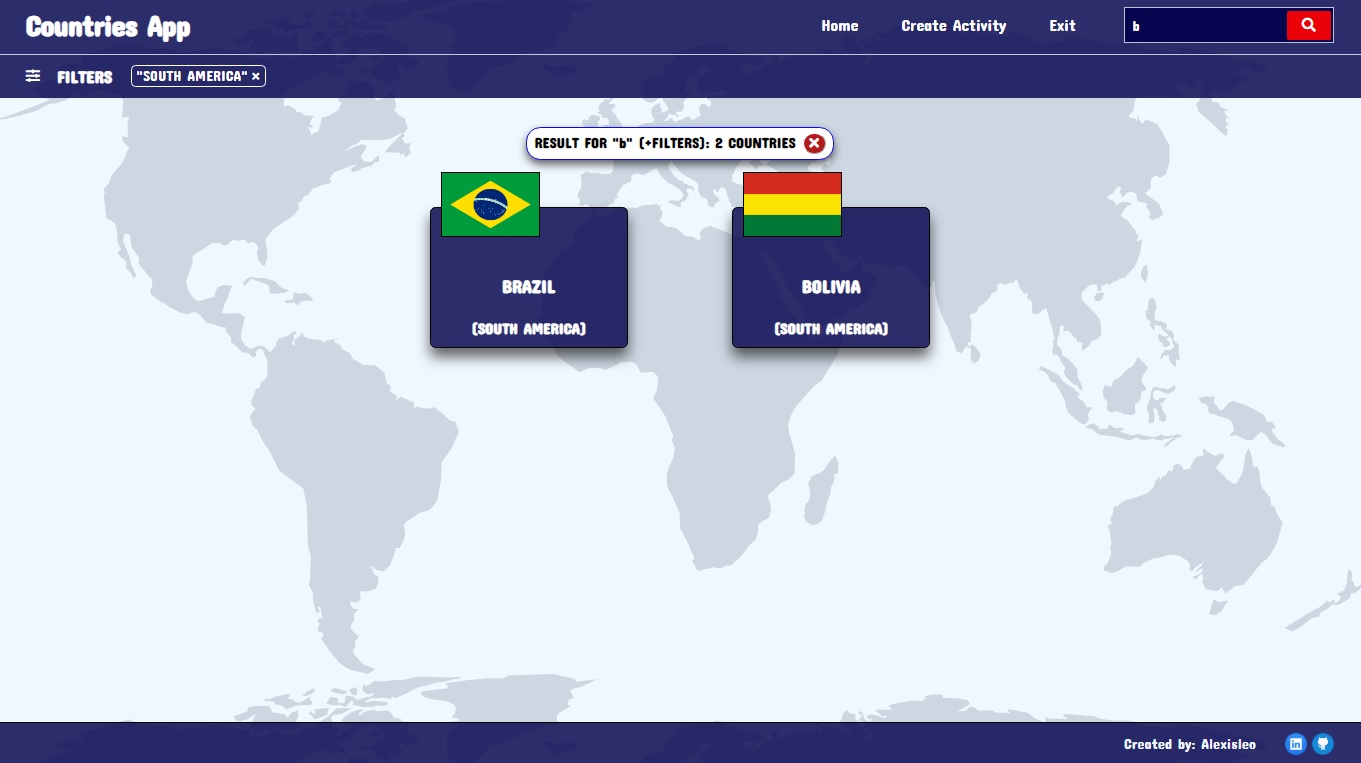 Countries App
Home
Create Activity
Exit
b
FILTERS
"SOUTH AMERICA" ×
RESULT FOR "b" (+FILTERS): 2 COUNTRIES
BRAZIL
(SOUTH AMERICA)
BOLIVIA
(SOUTH AMERICA)
Created by: Alexisleo
in